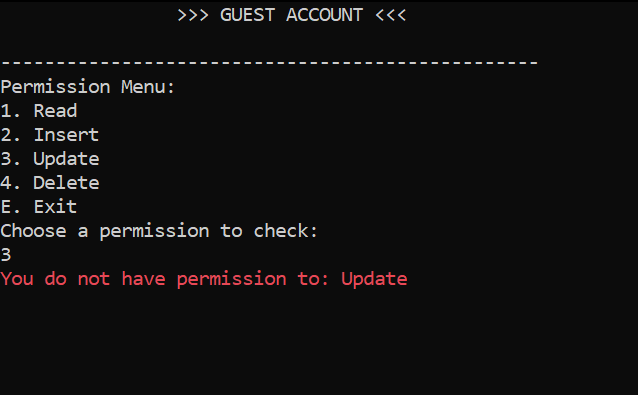 >>> GUEST ACCOUNT <<<
-------------------------------------------------
Permission Menu:
1. Read
2. Insert
3. Update
4. Delete
E. Exit
Choose a permission to check:
3
You do not have permission to: Update